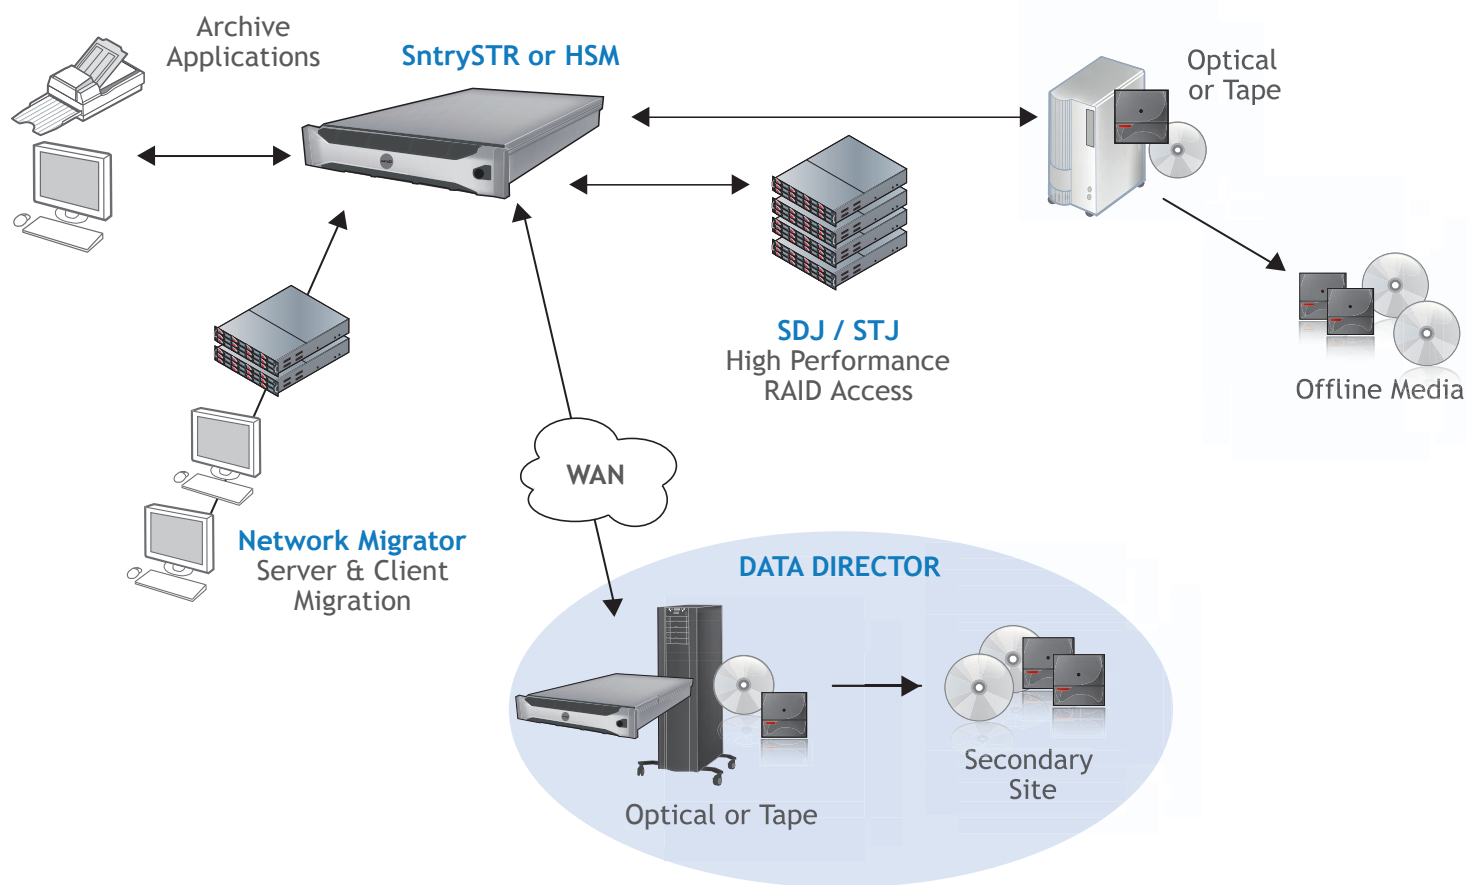 Archive
Applications
SntrySTR or HSM
Optical
or Tape
SDJ / STJ
High Performance
RAID Access
Offline Media
WAN
Network Migrator
Server & Client
Migration
DATA DIRECTOR
Optical or Tape
Secondary
Site